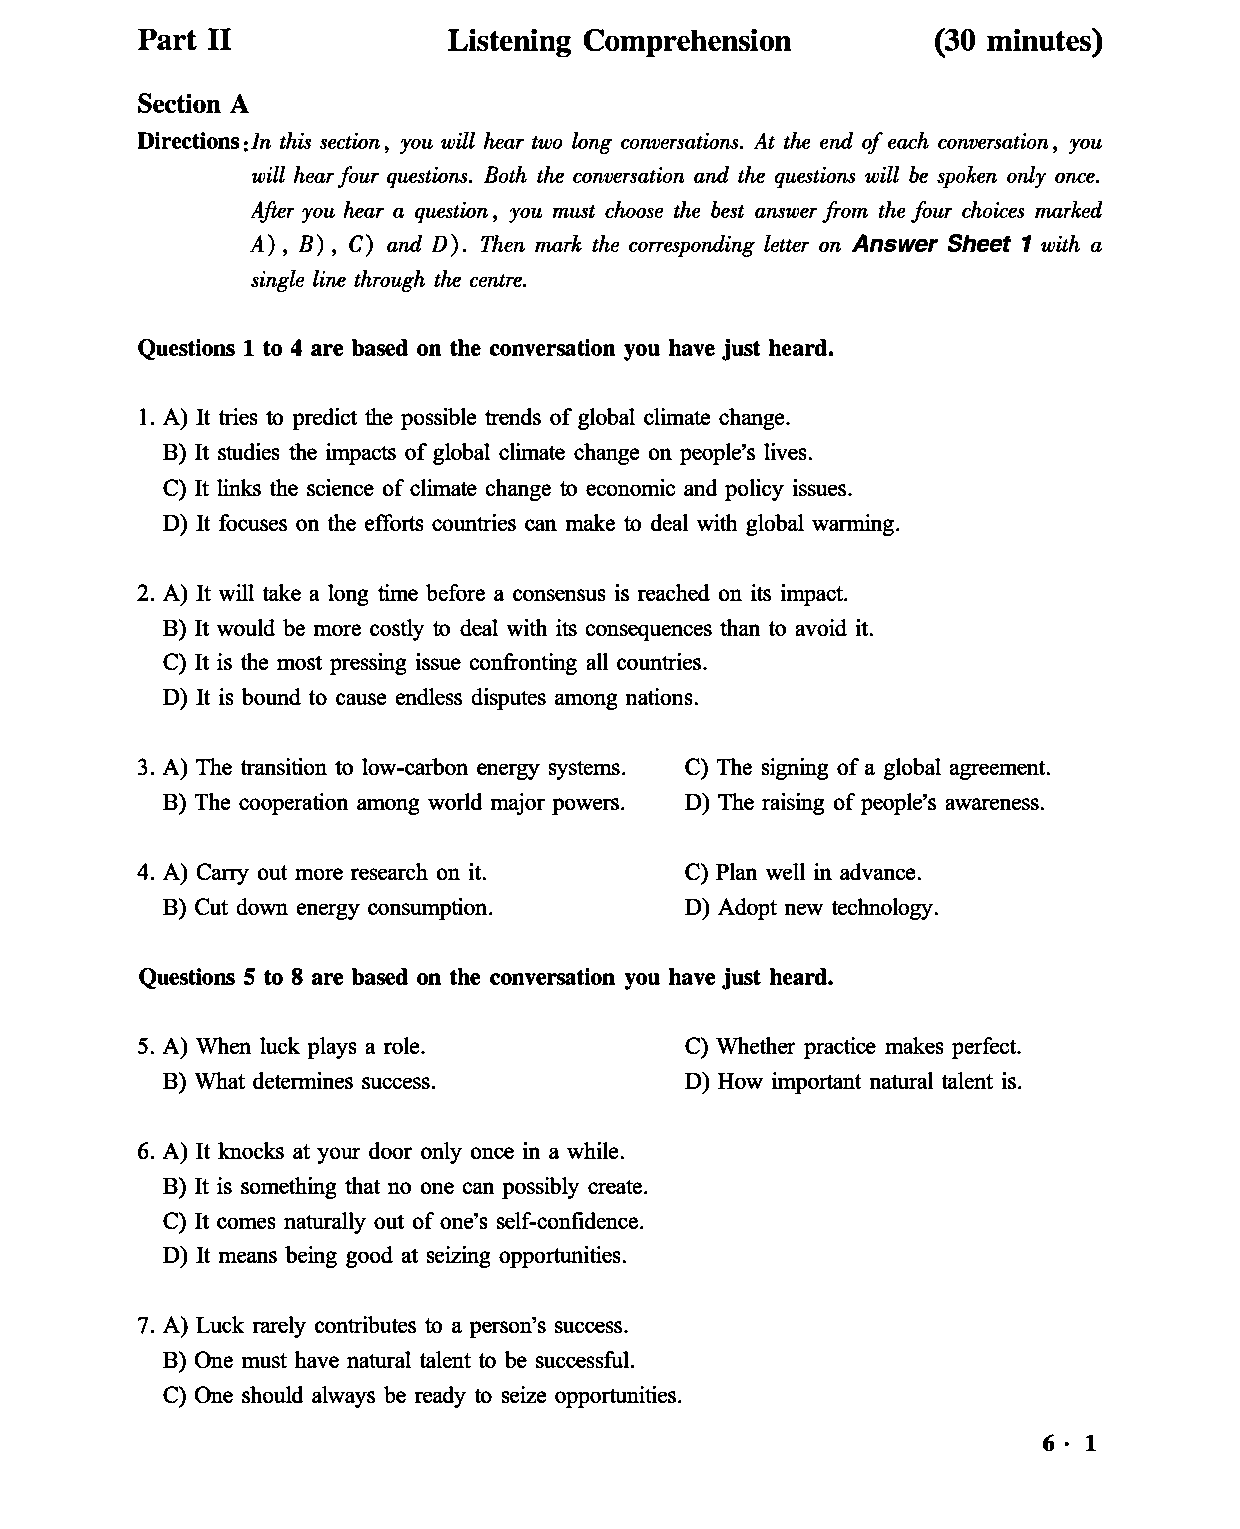 Part II Listening Comprehension (30 minutes)
Section A
Directions: In this section, you will hear two long conversations. At the end of each conversation, you
will hear four questions. Both the conversation and the questions will be spoken only once.
After you hear a question, you must choose the best answer from the four choices marked
A), B), C) and D). Then mark the corresponding letter on Answer Sheet 1 with a
single line through the centre.
Questions 1 to 4 are based on the conversation you have just heard.
1. A) It tries to predict the possible trends of global climate change.
B) It studies the impacts of global climate change on people's lives.
C) It links the science of climate change to economic and policy issues.
D) It focuses on the efforts countries can make to deal with global warming.
2. A) It will take a long time before a consensus is reached on its impact.
B) It would be more costly to deal with its consequences than to avoid it.
C) It is the most pressing issue confronting all countries.
D) It is bound to cause endless disputes among nations.
3. A) The transition to low-carbon energy systems. C) The signing of a global agreement.
B) The cooperation among world major powers. D) The raising of people's awareness.
4. A) Carry out more research on it. C) Plan well in advance.
B) Cut down energy consumption. D) Adopt new technology.
Questions 5 to 8 are based on the conversation you have just heard.
5. A) When luck plays a role. C) Whether practice makes perfect.
B) What determines success. D) How important natural talent is.
6. A) It knocks at your door only once in a while.
B) It is something that no one can possibly create.
C) It comes naturally out of one's self-confidence.
D) It means being good at seizing opportunities.
7. A) Luck rarely contributes to a person's success.
B) One must have natural talent to be successful.
C) One should always be ready to seize opportunities.
6 · 1